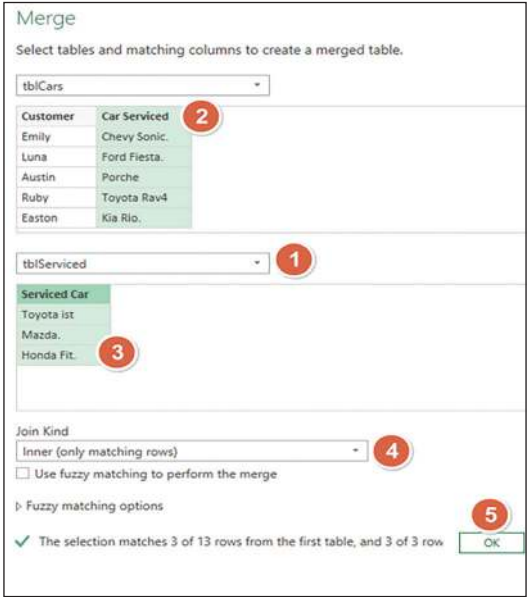 Merge
Select tables and matching columns to create a merged table.
tblCars
Customer Car Serviced 2
Emily Chevy Sonic.
Luna Ford Fiesta.
Austin Porche
Ruby Toyota Rav4
Easton Kia Rio.
tblServiced 1
Serviced Car
Toyota ist
Mazda.
Honda Fit. 3
Join Kind
Inner (only matching rows) 4
Use fuzzy matching to perform the merge
Fuzzy matching options
5
The selection matches 3 of 13 rows from the first table, and 3 of 3 row OK